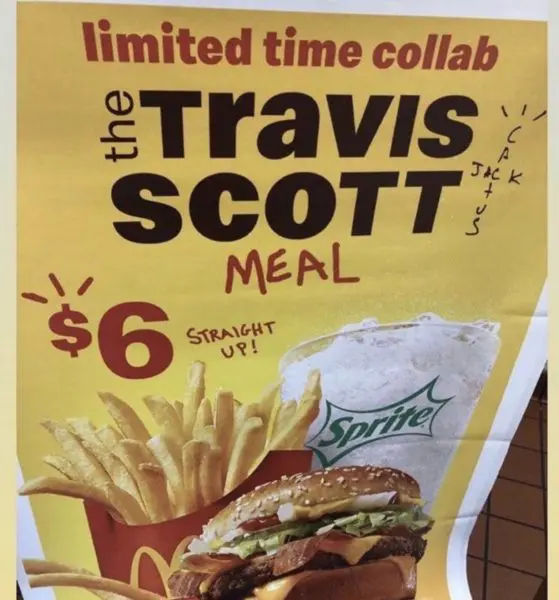 limited time collab
the Travis
SCOTT
CACTUS
JACK
MEAL
$6 STRAIGHT
UP!
Sprite